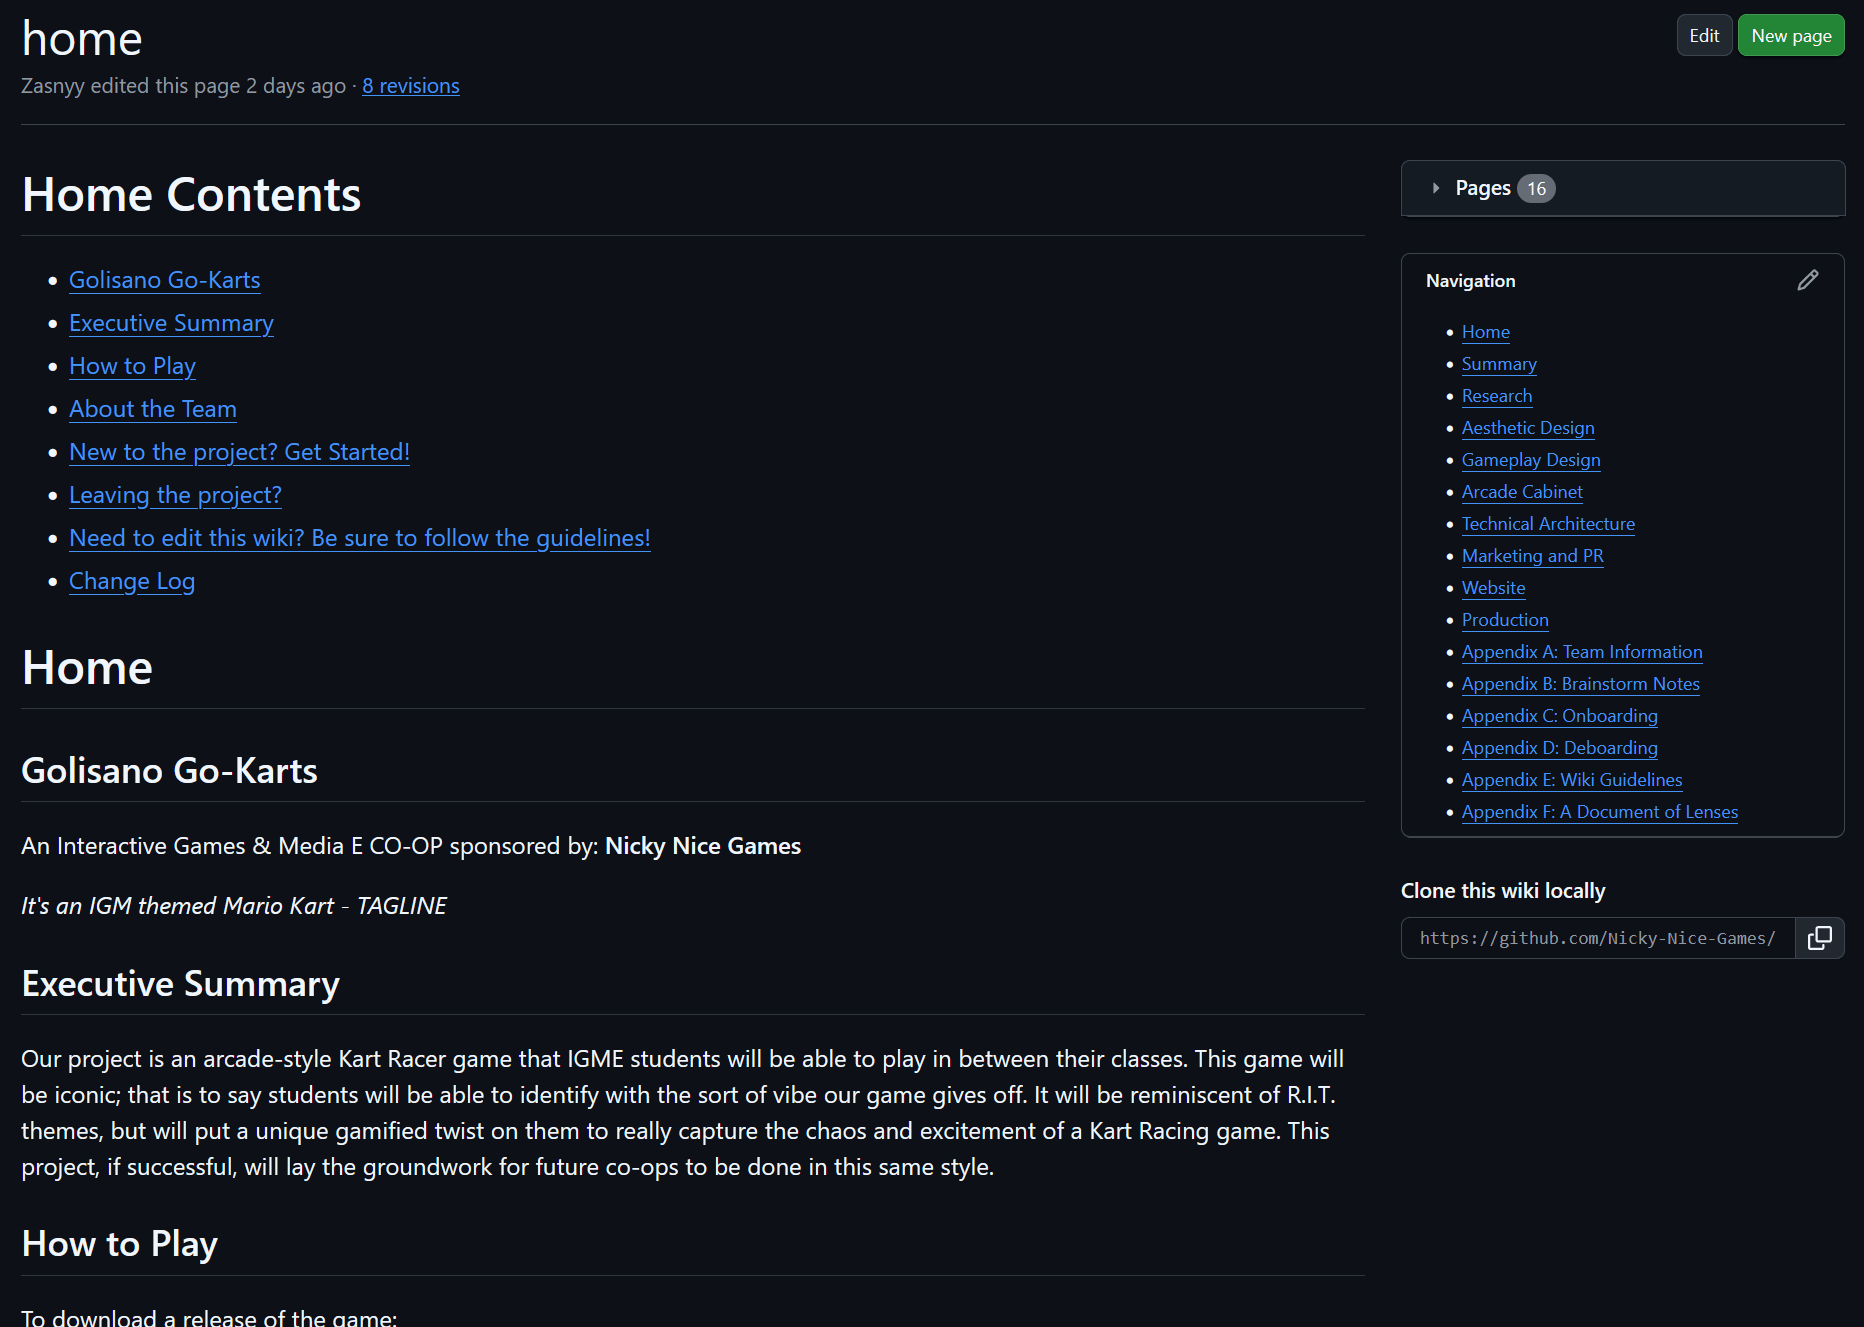 home
Edit
New page
Zasnyy edited this page 2 days ago · 8 revisions
Home Contents
Golisano Go-Karts
Executive Summary
How to Play
About the Team
New to the project? Get Started!
Leaving the project?
Need to edit this wiki? Be sure to follow the guidelines!
Change Log
Home
Golisano Go-Karts
An Interactive Games & Media E CO-OP sponsored by: Nicky Nice Games
It's an IGM themed Mario Kart - TAGLINE
Executive Summary
Our project is an arcade-style Kart Racer game that IGME students will be able to play in between their classes. This game will
be iconic; that is to say students will be able to identify with the sort of vibe our game gives off. It will be reminiscent of R.I.T.
themes, but will put a unique gamified twist on them to really capture the chaos and excitement of a Kart Racing game. This
project, if successful, will lay the groundwork for future co-ops to be done in this same style.
How to Play
To download a release of the game:
Pages 16
Navigation
Home
Summary
Research
Aesthetic Design
Gameplay Design
Arcade Cabinet
Technical Architecture
Marketing and PR
Website
Production
Appendix A: Team Information
Appendix B: Brainstorm Notes
Appendix C: Onboarding
Appendix D: Deboarding
Appendix E: Wiki Guidelines
Appendix F: A Document of Lenses
Clone this wiki locally
https://github.com/Nicky-Nice-Games/